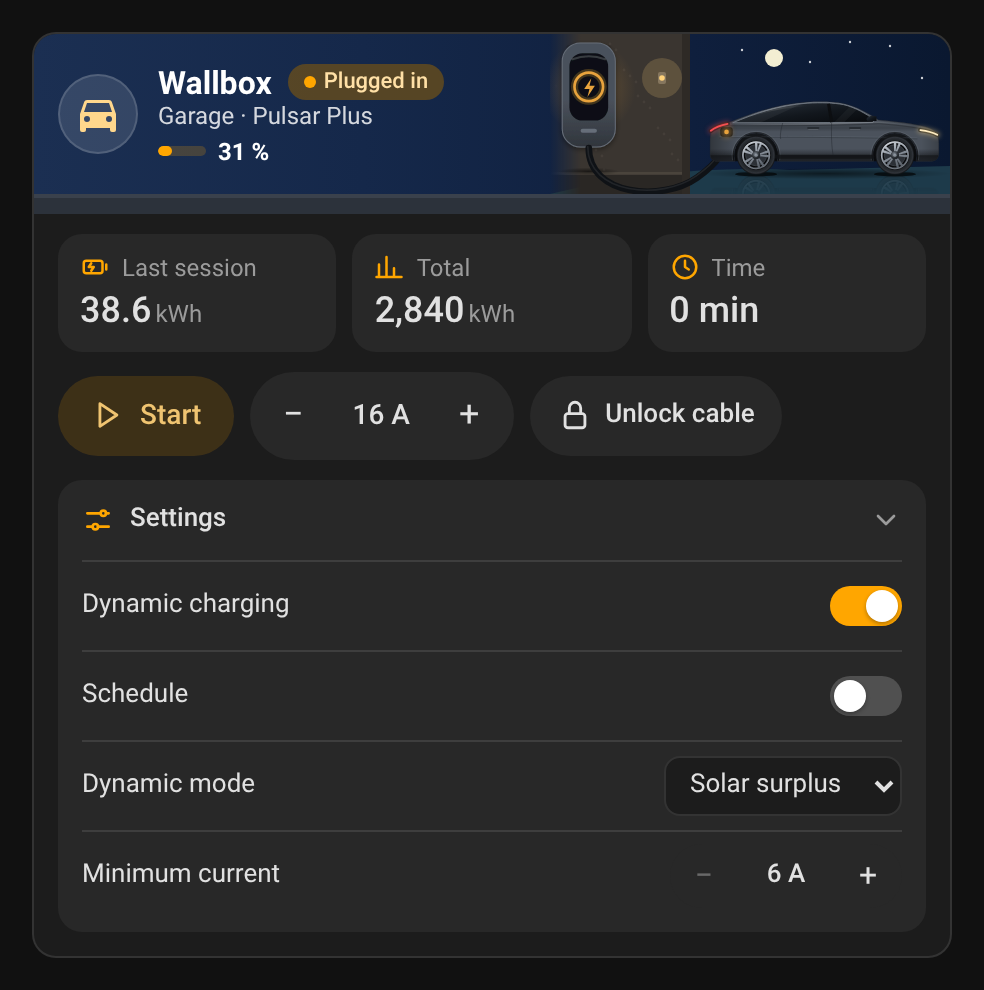 Wallbox
Plugged in
Garage · Pulsar Plus
31 %
Last session
38.6 kWh
Total
2,840 kWh
Time
0 min
Start
− 16 A +
Unlock cable
Settings
Dynamic charging
Schedule
Dynamic mode
Solar surplus
Minimum current
− 6 A +